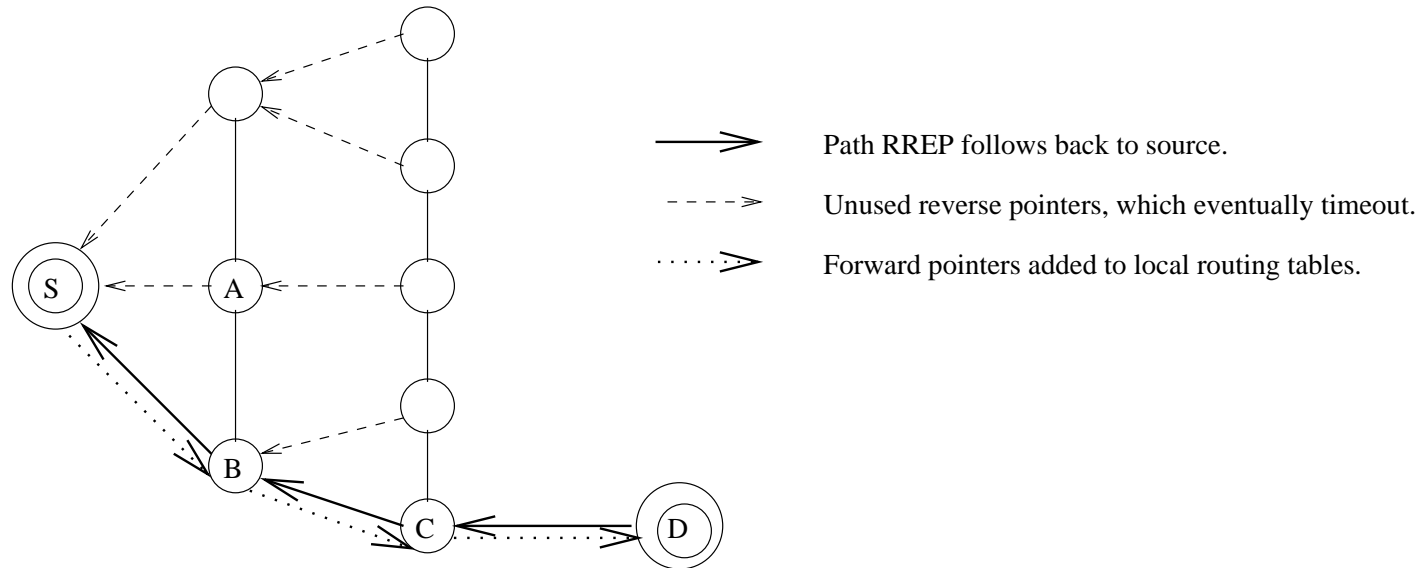 Path RREP follows back to source.
Unused reverse pointers, which eventually timeout.
Forward pointers added to local routing tables.
S
A
B
C
D